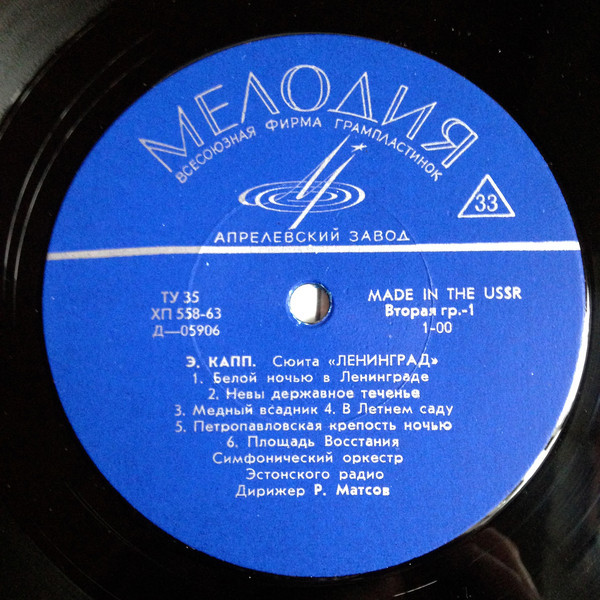 МЕЛОДИЯ
ВСЕСОЮЗНАЯ ФИРМА ГРАМПЛАСТИНОК
33
АПРЕЛЕВСКИЙ ЗАВОД
ТУ 35
ХП 558-63
Д—05906
MADE IN THE USSR
Вторая гр.-1
1-00
Э. КАПП. Сюита «ЛЕНИНГРАД»
1. Белой ночью в Ленинграде
2. Невы державное теченье
3. Медный всадник 4. В Летнем саду
5. Петропавловская крепость ночью
6. Площадь Восстания
Симфонический оркестр
Эстонского радио
Дирижер Р. Матсов